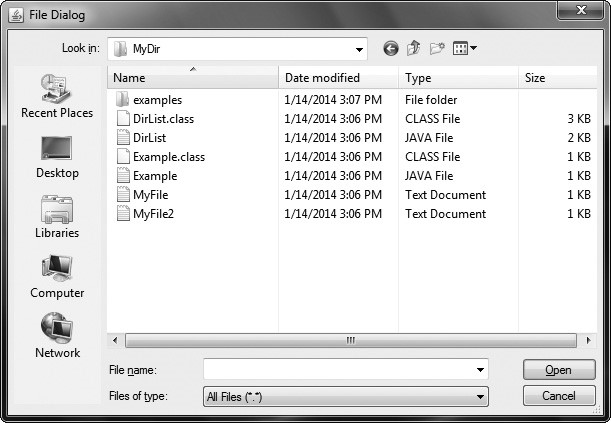 File Dialog
Look in: MyDir
Name Date modified Type Size
examples 1/14/2014 3:07 PM File folder
DirList.class 1/14/2014 3:06 PM CLASS File 3 KB
DirList 1/14/2014 3:06 PM JAVA File 2 KB
Example.class 1/14/2014 3:06 PM CLASS File 1 KB
Example 1/14/2014 3:06 PM JAVA File 1 KB
MyFile 1/14/2014 3:06 PM Text Document 1 KB
MyFile2 1/14/2014 3:06 PM Text Document 1 KB
Recent Places
Desktop
Libraries
Computer
Network
File name: Open
Files of type: All Files (*.*) Cancel